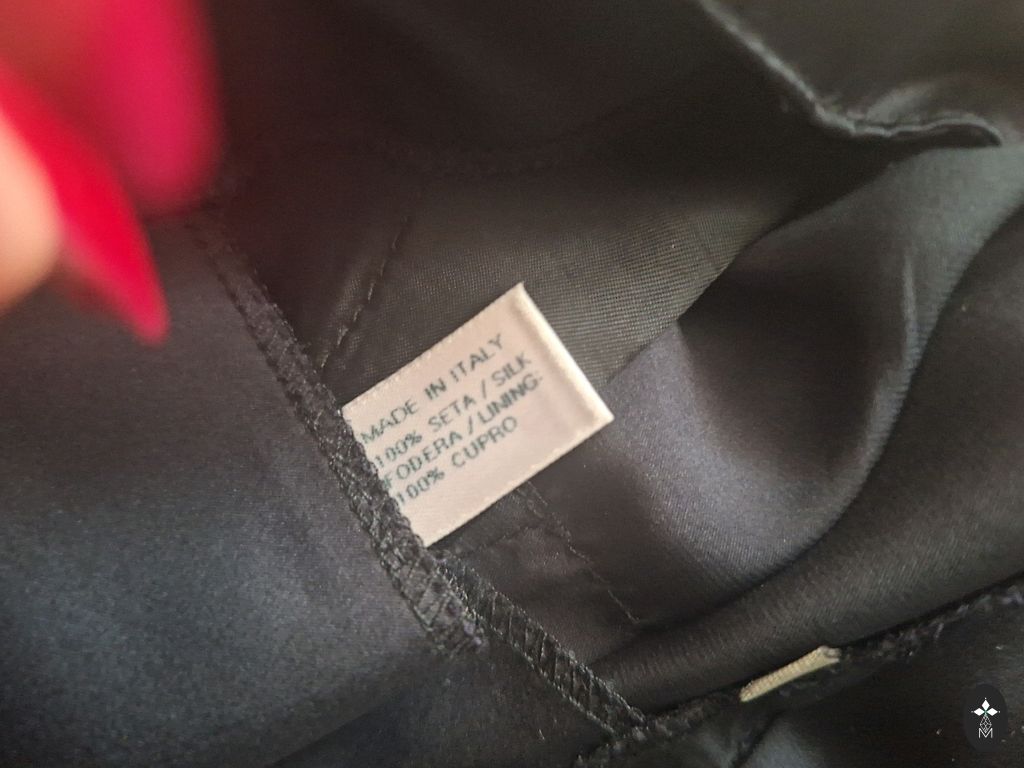 MADE IN ITALY
100% SETA / SILK
FODERA / LINING:
100% CUPRO
M